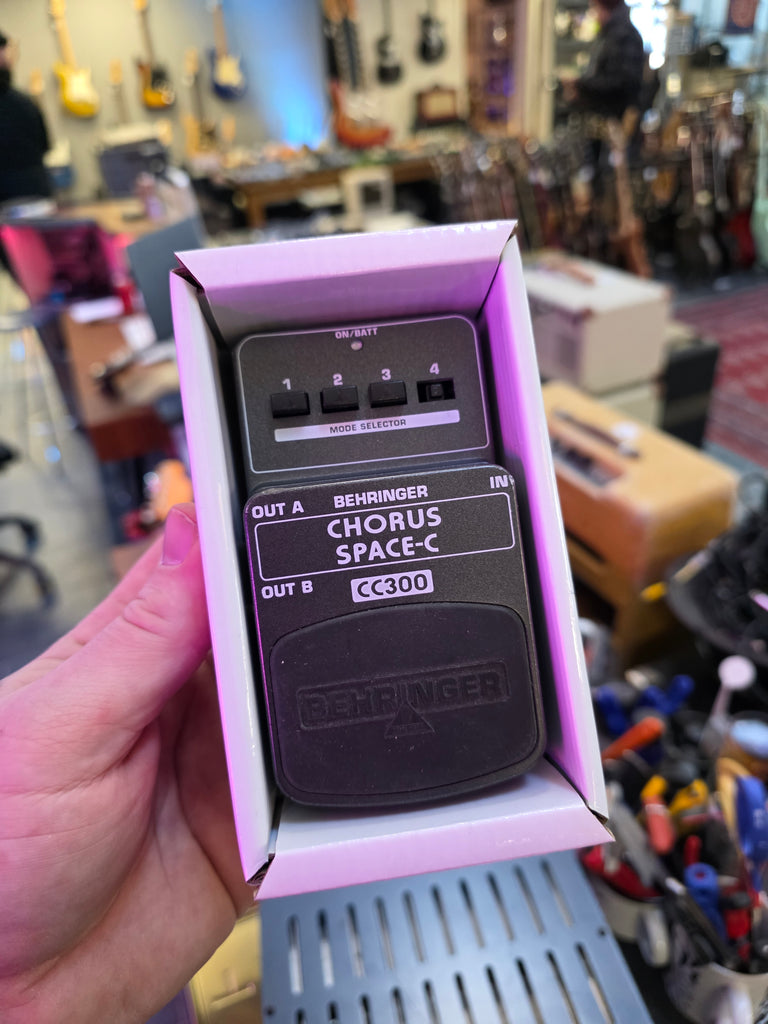 ON/BATT
1 2 3 4
MODE SELECTOR
OUT A BEHRINGER IN
CHORUS
SPACE-C
OUT B CC300
BEHRINGER